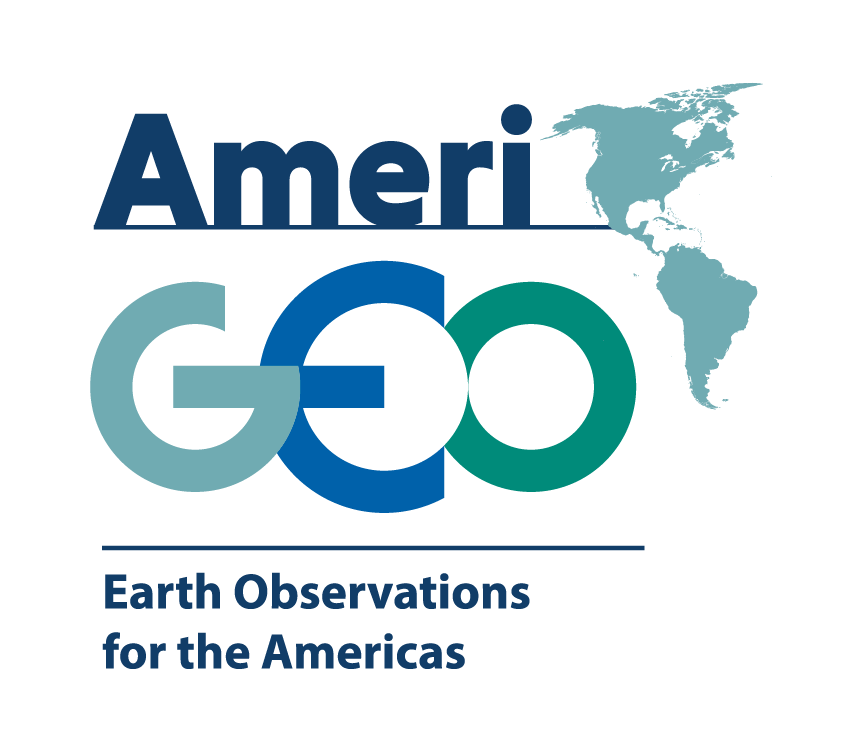 Ameri
GEO
Earth Observations
for the Americas